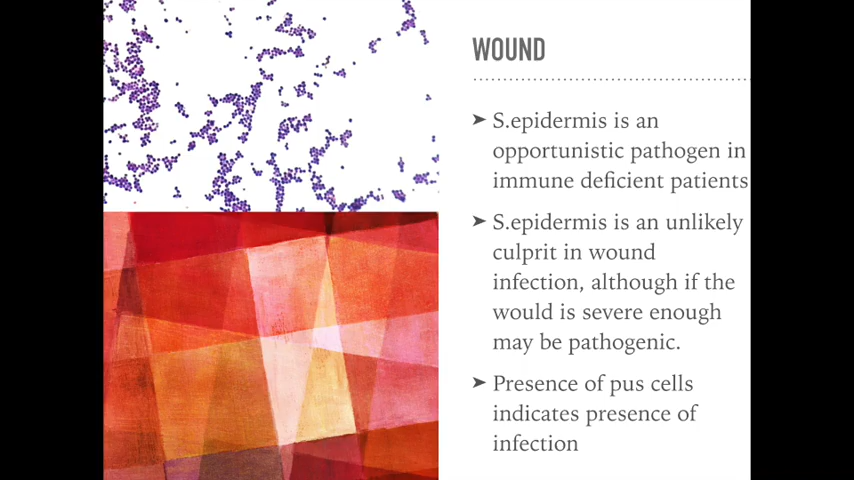 WOUND
➤ S.epidermis is an
opportunistic pathogen in
immune deficient patients
➤ S.epidermis is an unlikely
culprit in wound
infection, although if the
would is severe enough
may be pathogenic.
➤ Presence of pus cells
indicates presence of
infection